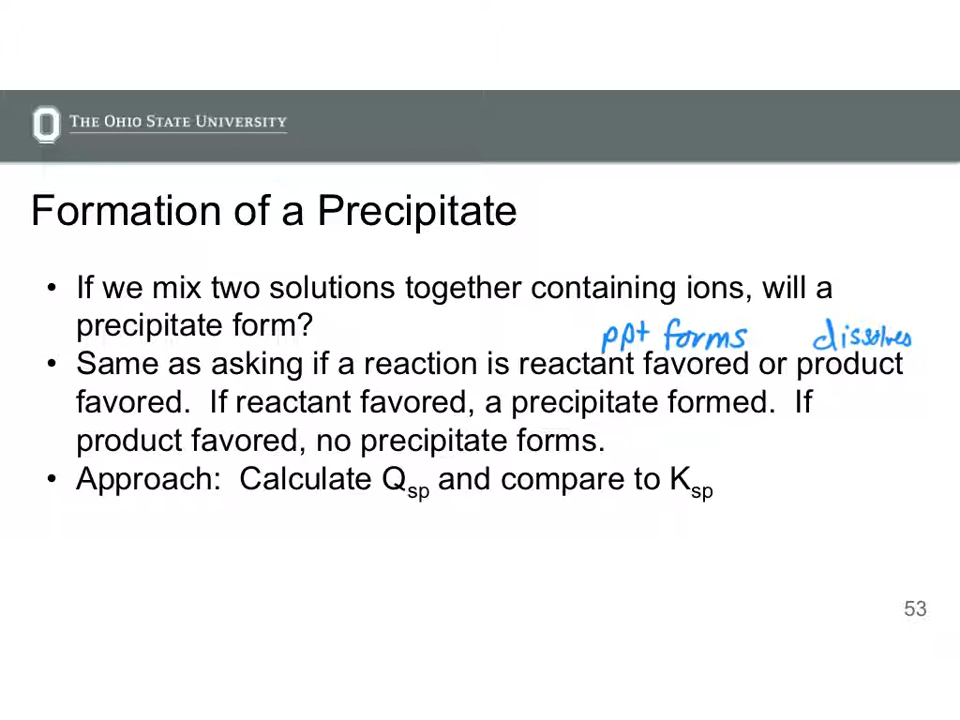 THE OHIO STATE UNIVERSITY
Formation of a Precipitate
• If we mix two solutions together containing ions, will a
precipitate form?
ppt forms dissolves
• Same as asking if a reaction is reactant favored or product
favored. If reactant favored, a precipitate formed. If
product favored, no precipitate forms.
• Approach: Calculate Qsp and compare to Ksp
53